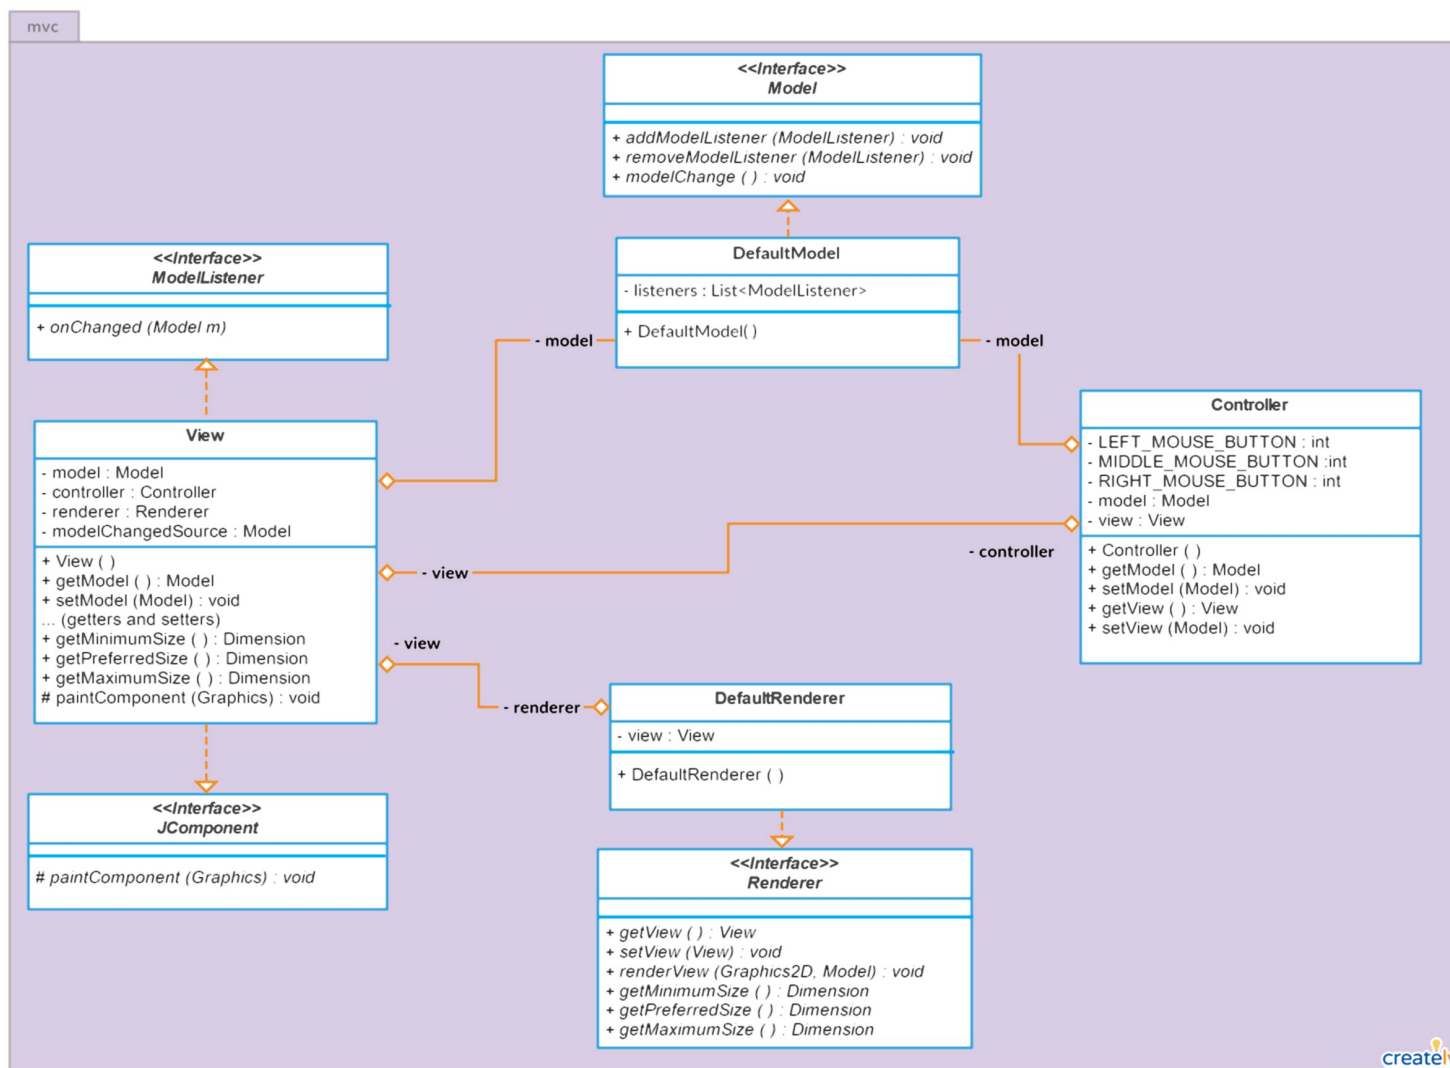 mvc
<<Interface>>
Model
+ addModelListener (ModelListener) : void
+ removeModelListener (ModelListener) : void
+ modelChange ( ) : void
<<Interface>>
ModelListener
+ onChanged (Model m)
DefaultModel
- listeners : List<ModelListener>
+ DefaultModel( )
- model
- model
View
- model : Model
- controller : Controller
- renderer : Renderer
- modelChangedSource : Model
+ View ( )
+ getModel ( ) : Model
+ setModel (Model) : void
... (getters and setters)
+ getMinimumSize ( ) : Dimension
+ getPreferredSize ( ) : Dimension
+ getMaximumSize ( ) : Dimension
# paintComponent (Graphics) : void
Controller
- LEFT_MOUSE_BUTTON : int
- MIDDLE_MOUSE_BUTTON :int
- RIGHT_MOUSE_BUTTON : int
- model : Model
- view : View
+ Controller ( )
+ getModel ( ) : Model
+ setModel (Model) : void
+ getView ( ) : View
+ setView (Model) : void
- controller
- view
- view
- renderer
DefaultRenderer
- view : View
+ DefaultRenderer ( )
<<Interface>>
JComponent
# paintComponent (Graphics) : void
<<Interface>>
Renderer
+ getView ( ) : View
+ setView (View) : void
+ renderView (Graphics2D, Model) : void
+ getMinimumSize ( ) : Dimension
+ getPreferredSize ( ) : Dimension
+ getMaximumSize ( ) : Dimension